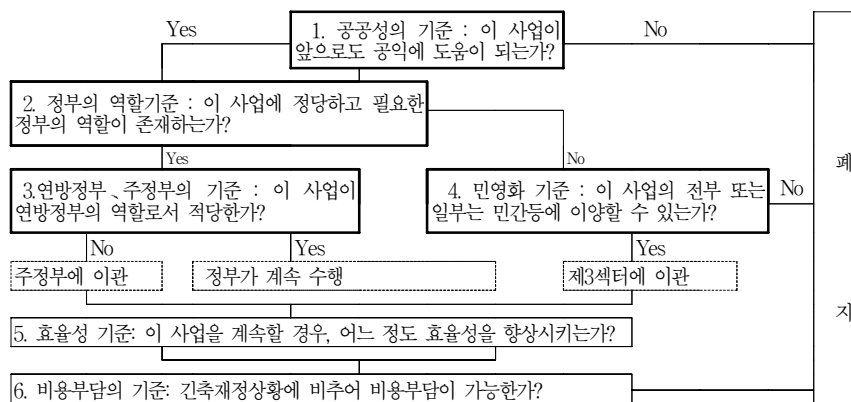 Yes
1. 공공성의 기준 : 이 사업이
앞으로도 공익에 도움이 되는가?
No
2. 정부의 역할기준 : 이 사업에 정당하고 필요한
정부의 역할이 존재하는가?
Yes
No
3.연방정부、주정부의 기준 : 이 사업이
연방정부의 역할로서 적당한가?
4. 민영화 기준 : 이 사업의 전부 또는
일부는 민간등에 이양할 수 있는가?
No
폐
No
Yes
Yes
주정부에 이관
정부가 계속 수행
제3섹터에 이관
지
5. 효율성 기준: 이 사업을 계속할 경우, 어느 정도 효율성을 향상시키는가?
6. 비용부담의 기준: 긴축재정상황에 비추어 비용부담이 가능한가?